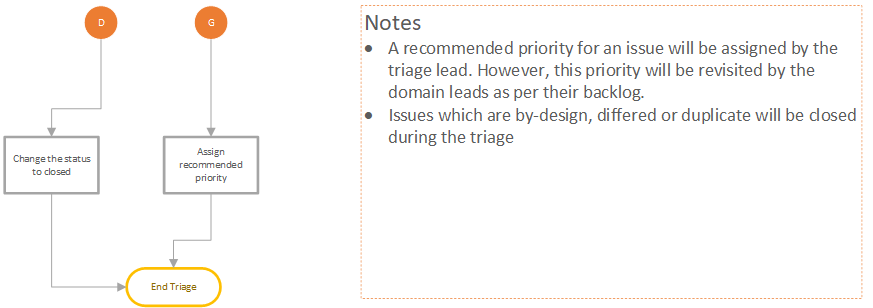 D
G
Change the status
to closed
Assign
recommended
priority
End Triage
Notes
• A recommended priority for an issue will be assigned by the
triage lead. However, this priority will be revisited by the
domain leads as per their backlog.
• Issues which are by-design, differed or duplicate will be closed
during the triage